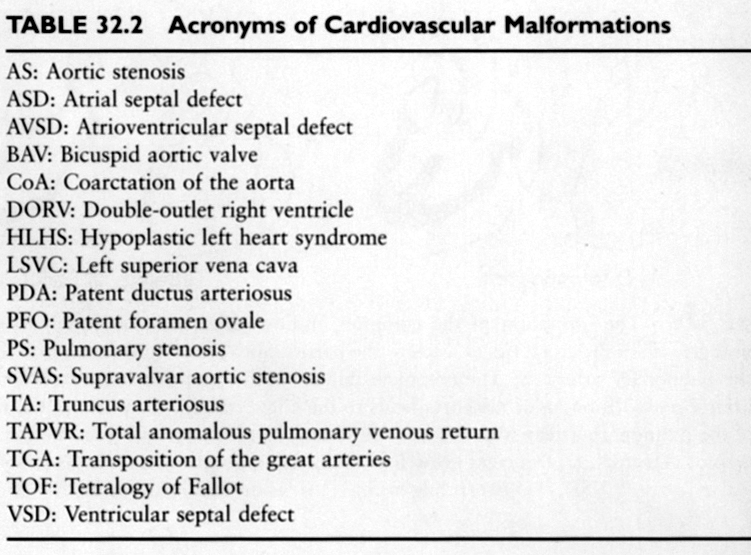 TABLE 32.2 Acronyms of Cardiovascular Malformations
AS: Aortic stenosis
ASD: Atrial septal defect
AVSD: Atrioventricular septal defect
BAV: Bicuspid aortic valve
CoA: Coarctation of the aorta
DORV: Double-outlet right ventricle
HLHS: Hypoplastic left heart syndrome
LSVC: Left superior vena cava
PDA: Patent ductus arteriosus
PFO: Patent foramen ovale
PS: Pulmonary stenosis
SVAS: Supravalvar aortic stenosis
TA: Truncus arteriosus
TAPVR: Total anomalous pulmonary venous return
TGA: Transposition of the great arteries
TOF: Tetralogy of Fallot
VSD: Ventricular septal defect